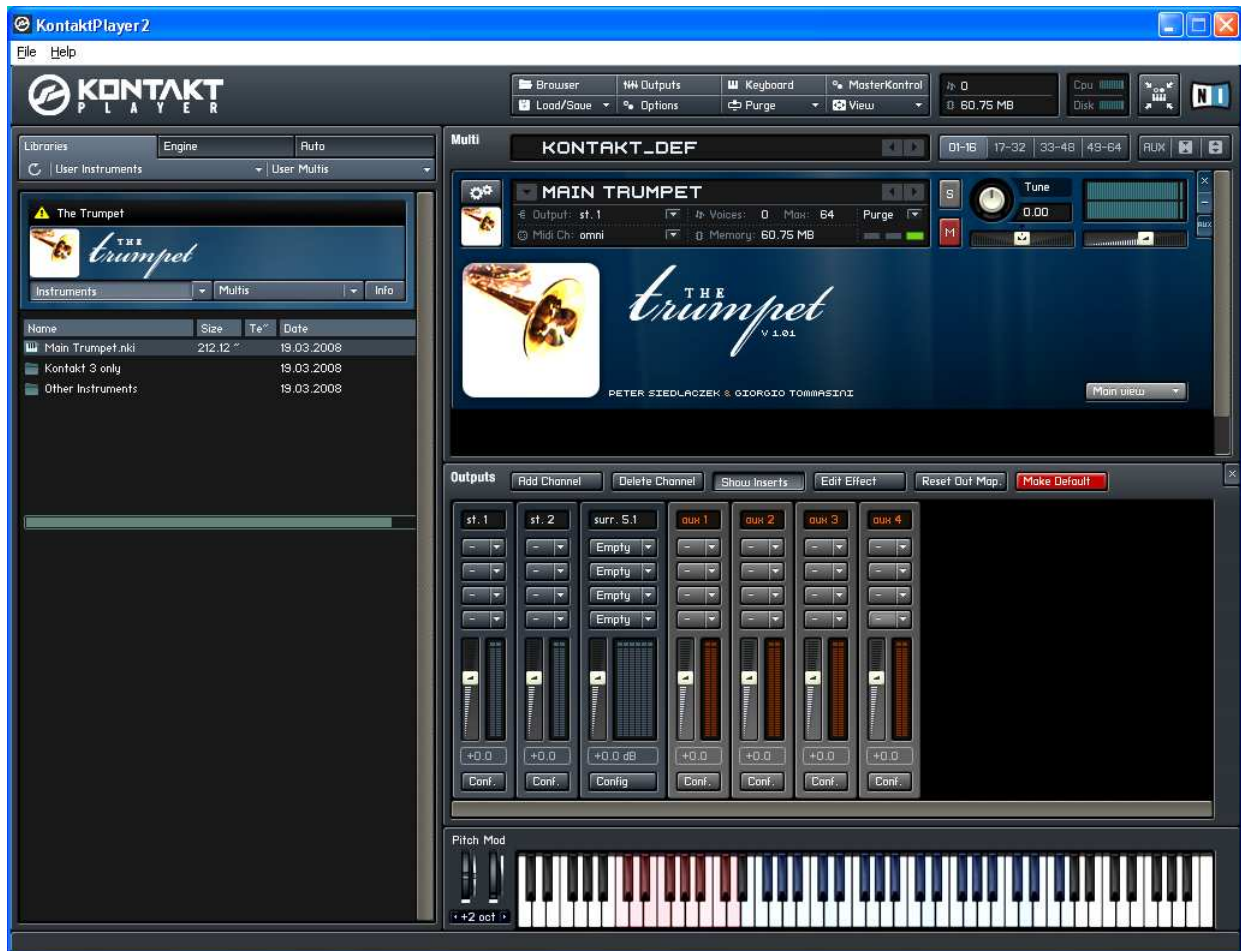 KontaktPlayer2
File Help
KONTAKT
PLAYER
Browser Outputs Keyboard MasterKontrol
Load/Save Options Purge View
0
60.75 MB
Cpu
Disk
NI
Libraries Engine Auto
User Instruments User Multis
The Trumpet
THE
trumpet
Instruments Multis Info
Name Size Te~ Date
Main Trumpet.nki 212.12 ~ 19.03.2008
Kontakt 3 only 19.03.2008
Other Instruments 19.03.2008
Multi KONTAKT_DEF 01-16 17-32 33-48 49-64 AUX
MAIN TRUMPET
Output: st. 1 Voices: 0 Max: 64 Purge
Midi Ch: omni Memory: 60.75 MB
S
M
Tune
0.00
AUX
THE
trumpet
V 1.01
PETER SIEDLACZEK & GIORGIO TOMMASINI
Main view
Outputs Add Channel Delete Channel Show Inserts Edit Effect Reset Out Map. Make Default
st. 1 st. 2 surr. 5.1 aux 1 aux 2 aux 3 aux 4
- - Empty - - - -
- - Empty - - - -
- - Empty - - - -
- - Empty - - - -
+0.0 +0.0 +0.0 dB +0.0 +0.0 +0.0 +0.0
Conf. Conf. Config Conf. Conf. Conf. Conf.
Pitch Mod
+2 oct